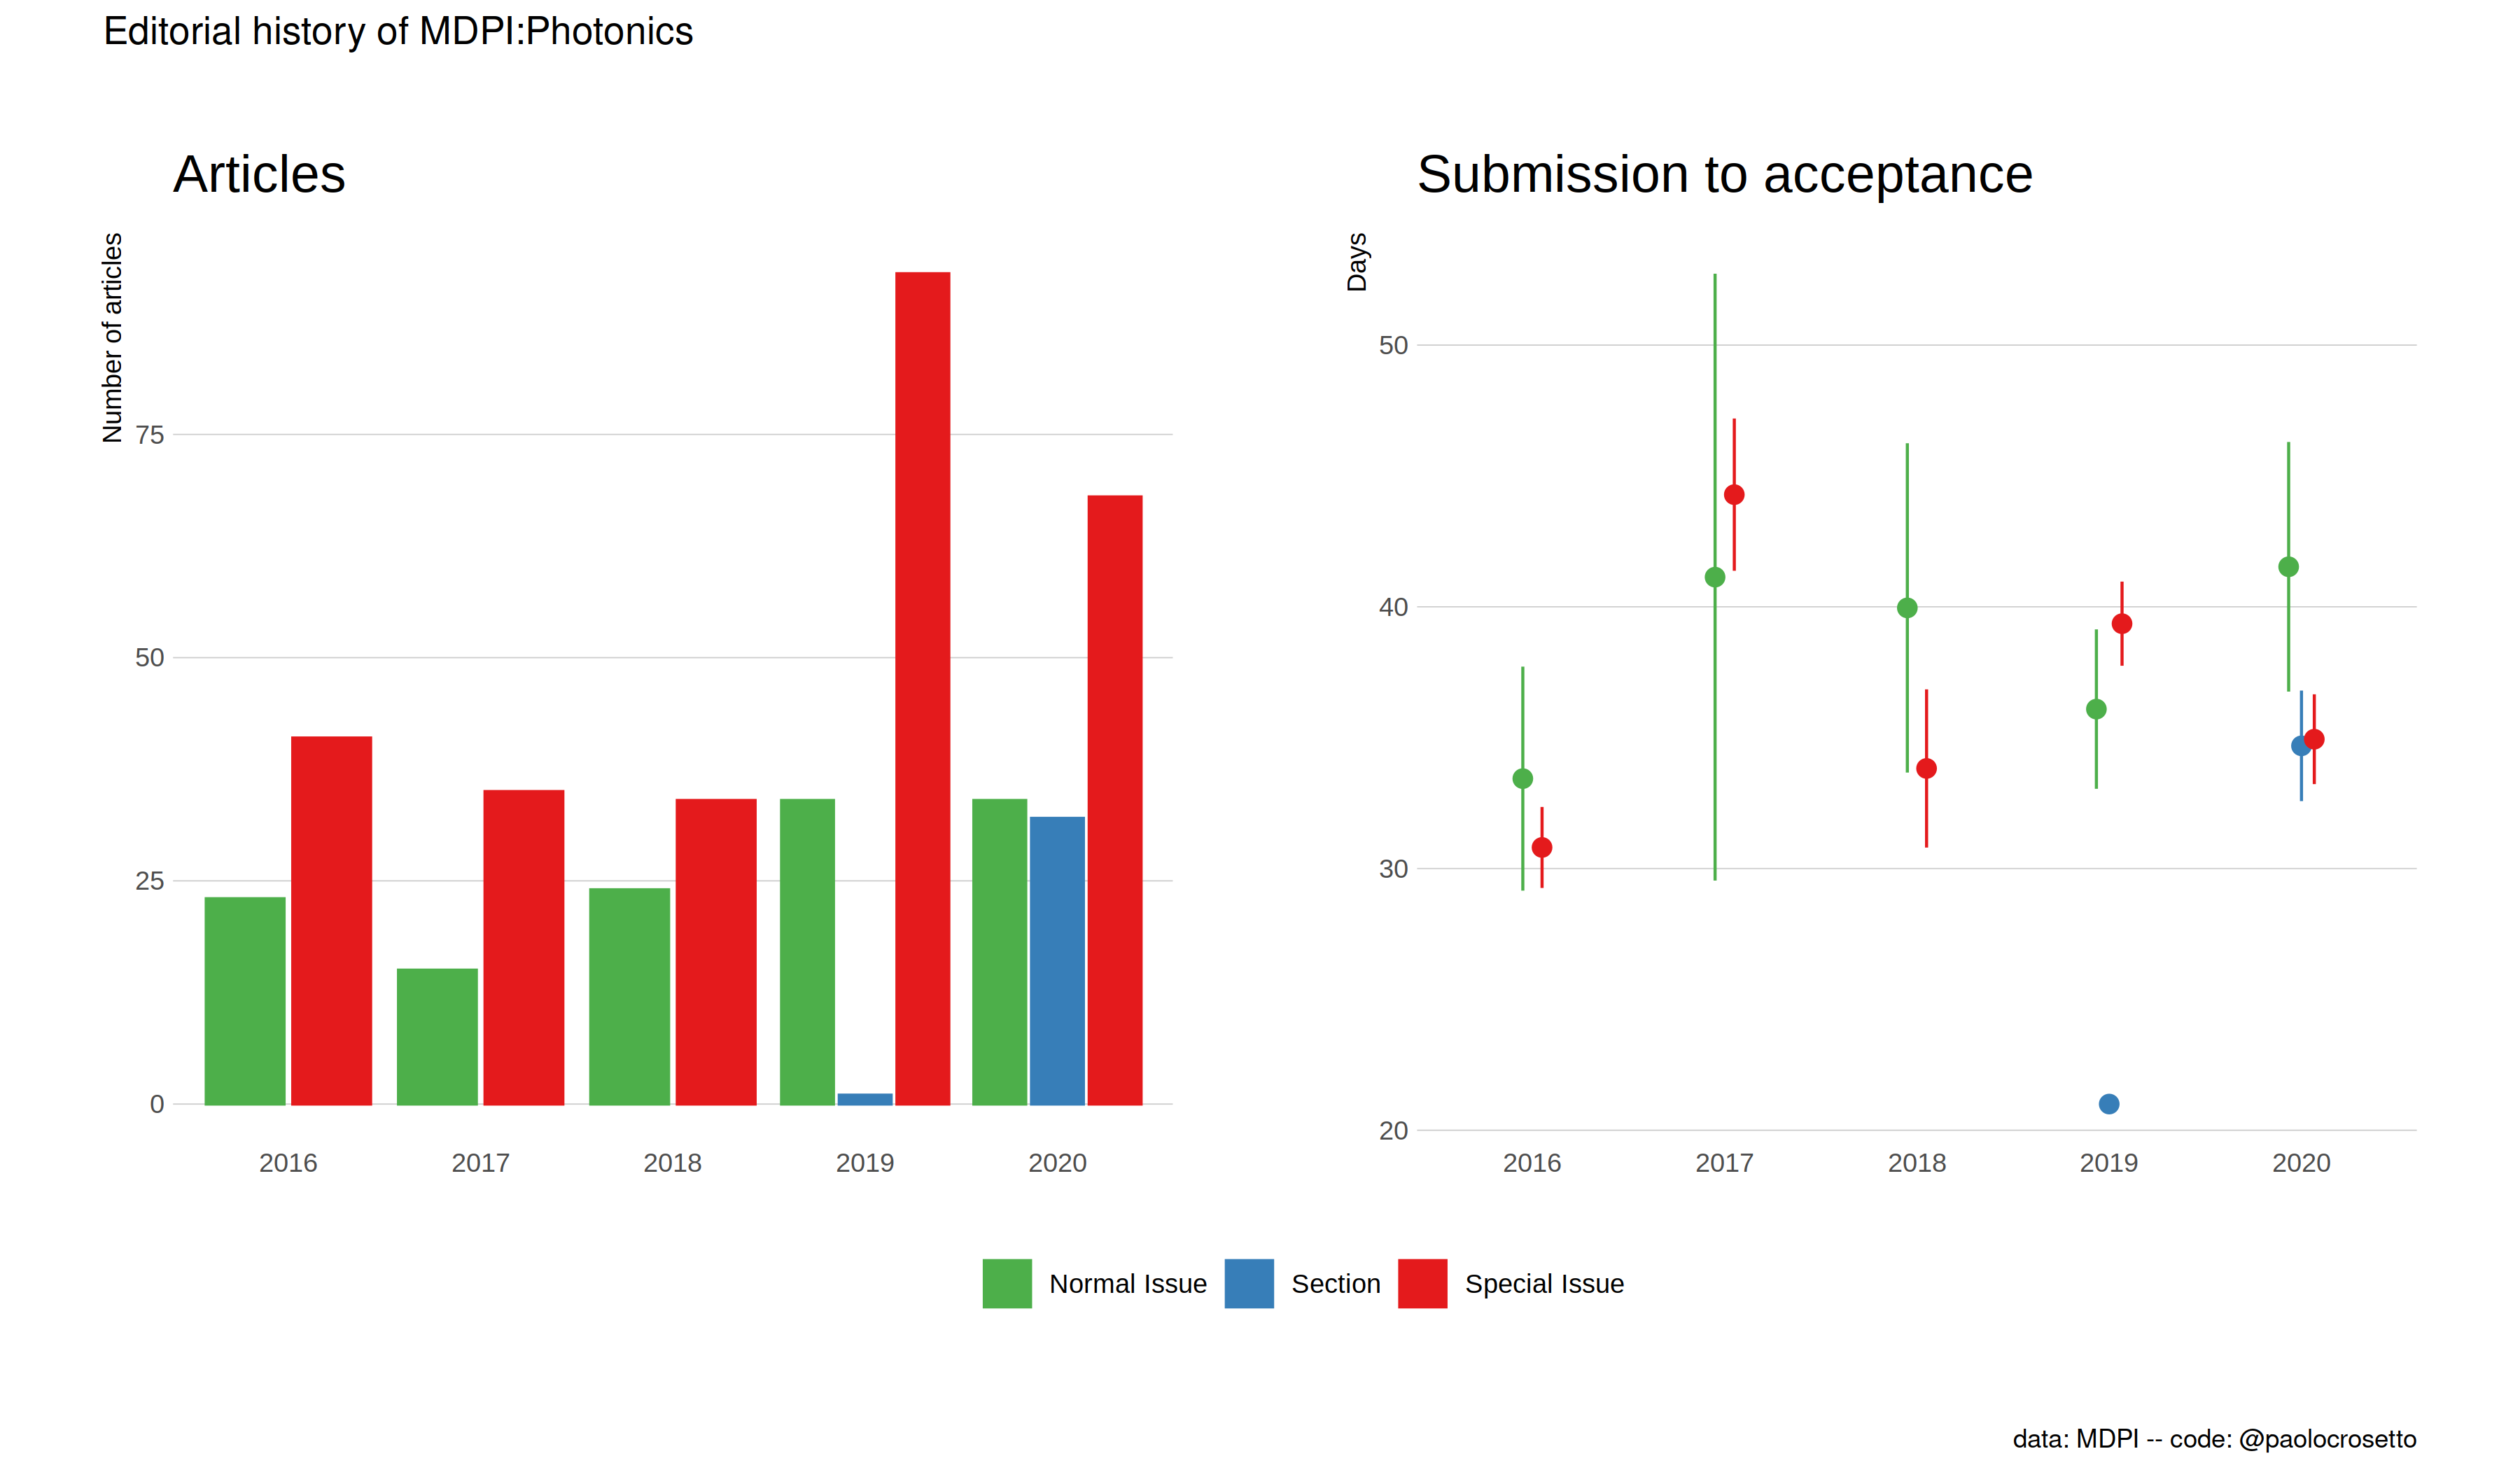 Editorial history of MDPI:Photonics
Articles
Number of articles
75
50
25
0
2016 2017 2018 2019 2020
Submission to acceptance
Days
50
40
30
20
2016 2017 2018 2019 2020
Normal Issue Section Special Issue
data: MDPI -- code: @paolocrosetto